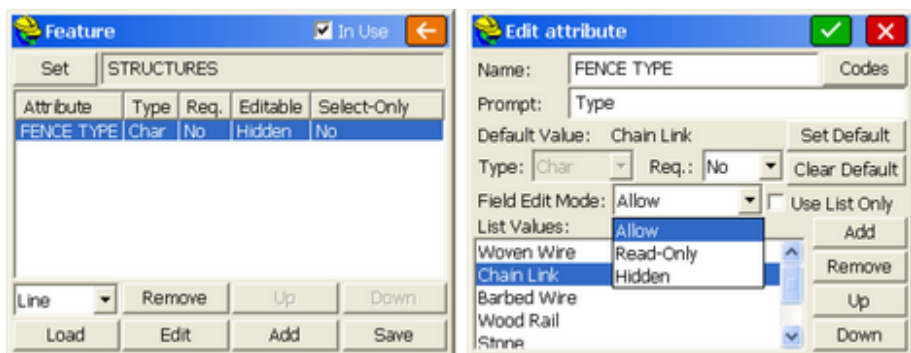 Feature
In Use
Set STRUCTURES
Attribute Type Req. Editable Select-Only
FENCE TYPE Char No Hidden No
Line Remove Up Down
Load Edit Add Save
Edit attribute
Name: FENCE TYPE Codes
Prompt: Type
Default Value: Chain Link Set Default
Type: Char Req.: No Clear Default
Field Edit Mode: Allow Use List Only
List Values: Allow Add
Woven Wire Read-Only
Chain Link Hidden Remove
Barbed Wire Up
Wood Rail
Stone Down